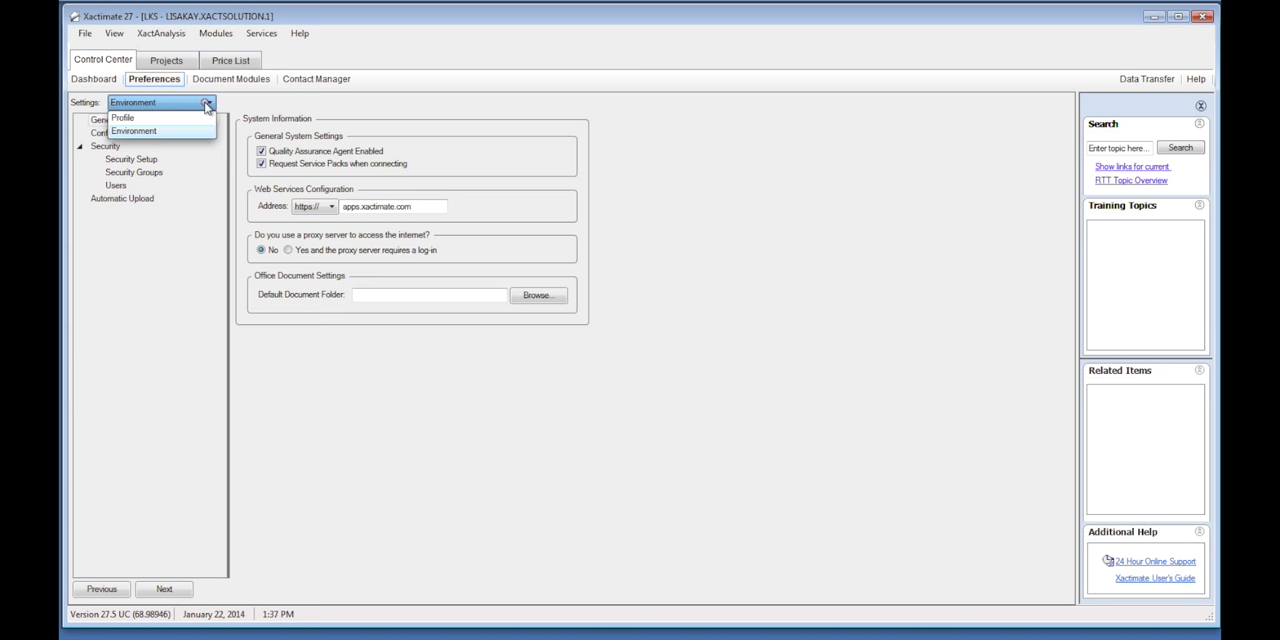 Xactimate 27 - [LKS - LISAKAY.XACTSOLUTION.1]
File View XactAnalysis Modules Services Help
Control Center Projects Price List
Dashboard Preferences Document Modules Contact Manager Data Transfer Help
Settings: Environment
Profile
Environment
Security
Security Setup
Security Groups
Users
Automatic Upload
Previous Next
System Information
General System Settings
Quality Assurance Agent Enabled
Request Service Packs when connecting
Web Services Configuration
Address: https:// apps.xactimate.com
Do you use a proxy server to access the internet?
No Yes and the proxy server requires a log-in
Office Document Settings
Default Document Folder: Browse...
Search
Enter topic here... Search
Show links for current
RTT Topic Overview
Training Topics
Related Items
Additional Help
24 Hour Online Support
Xactimate User's Guide
Version 27.5 UC (68.98946) January 22, 2014 1:37 PM